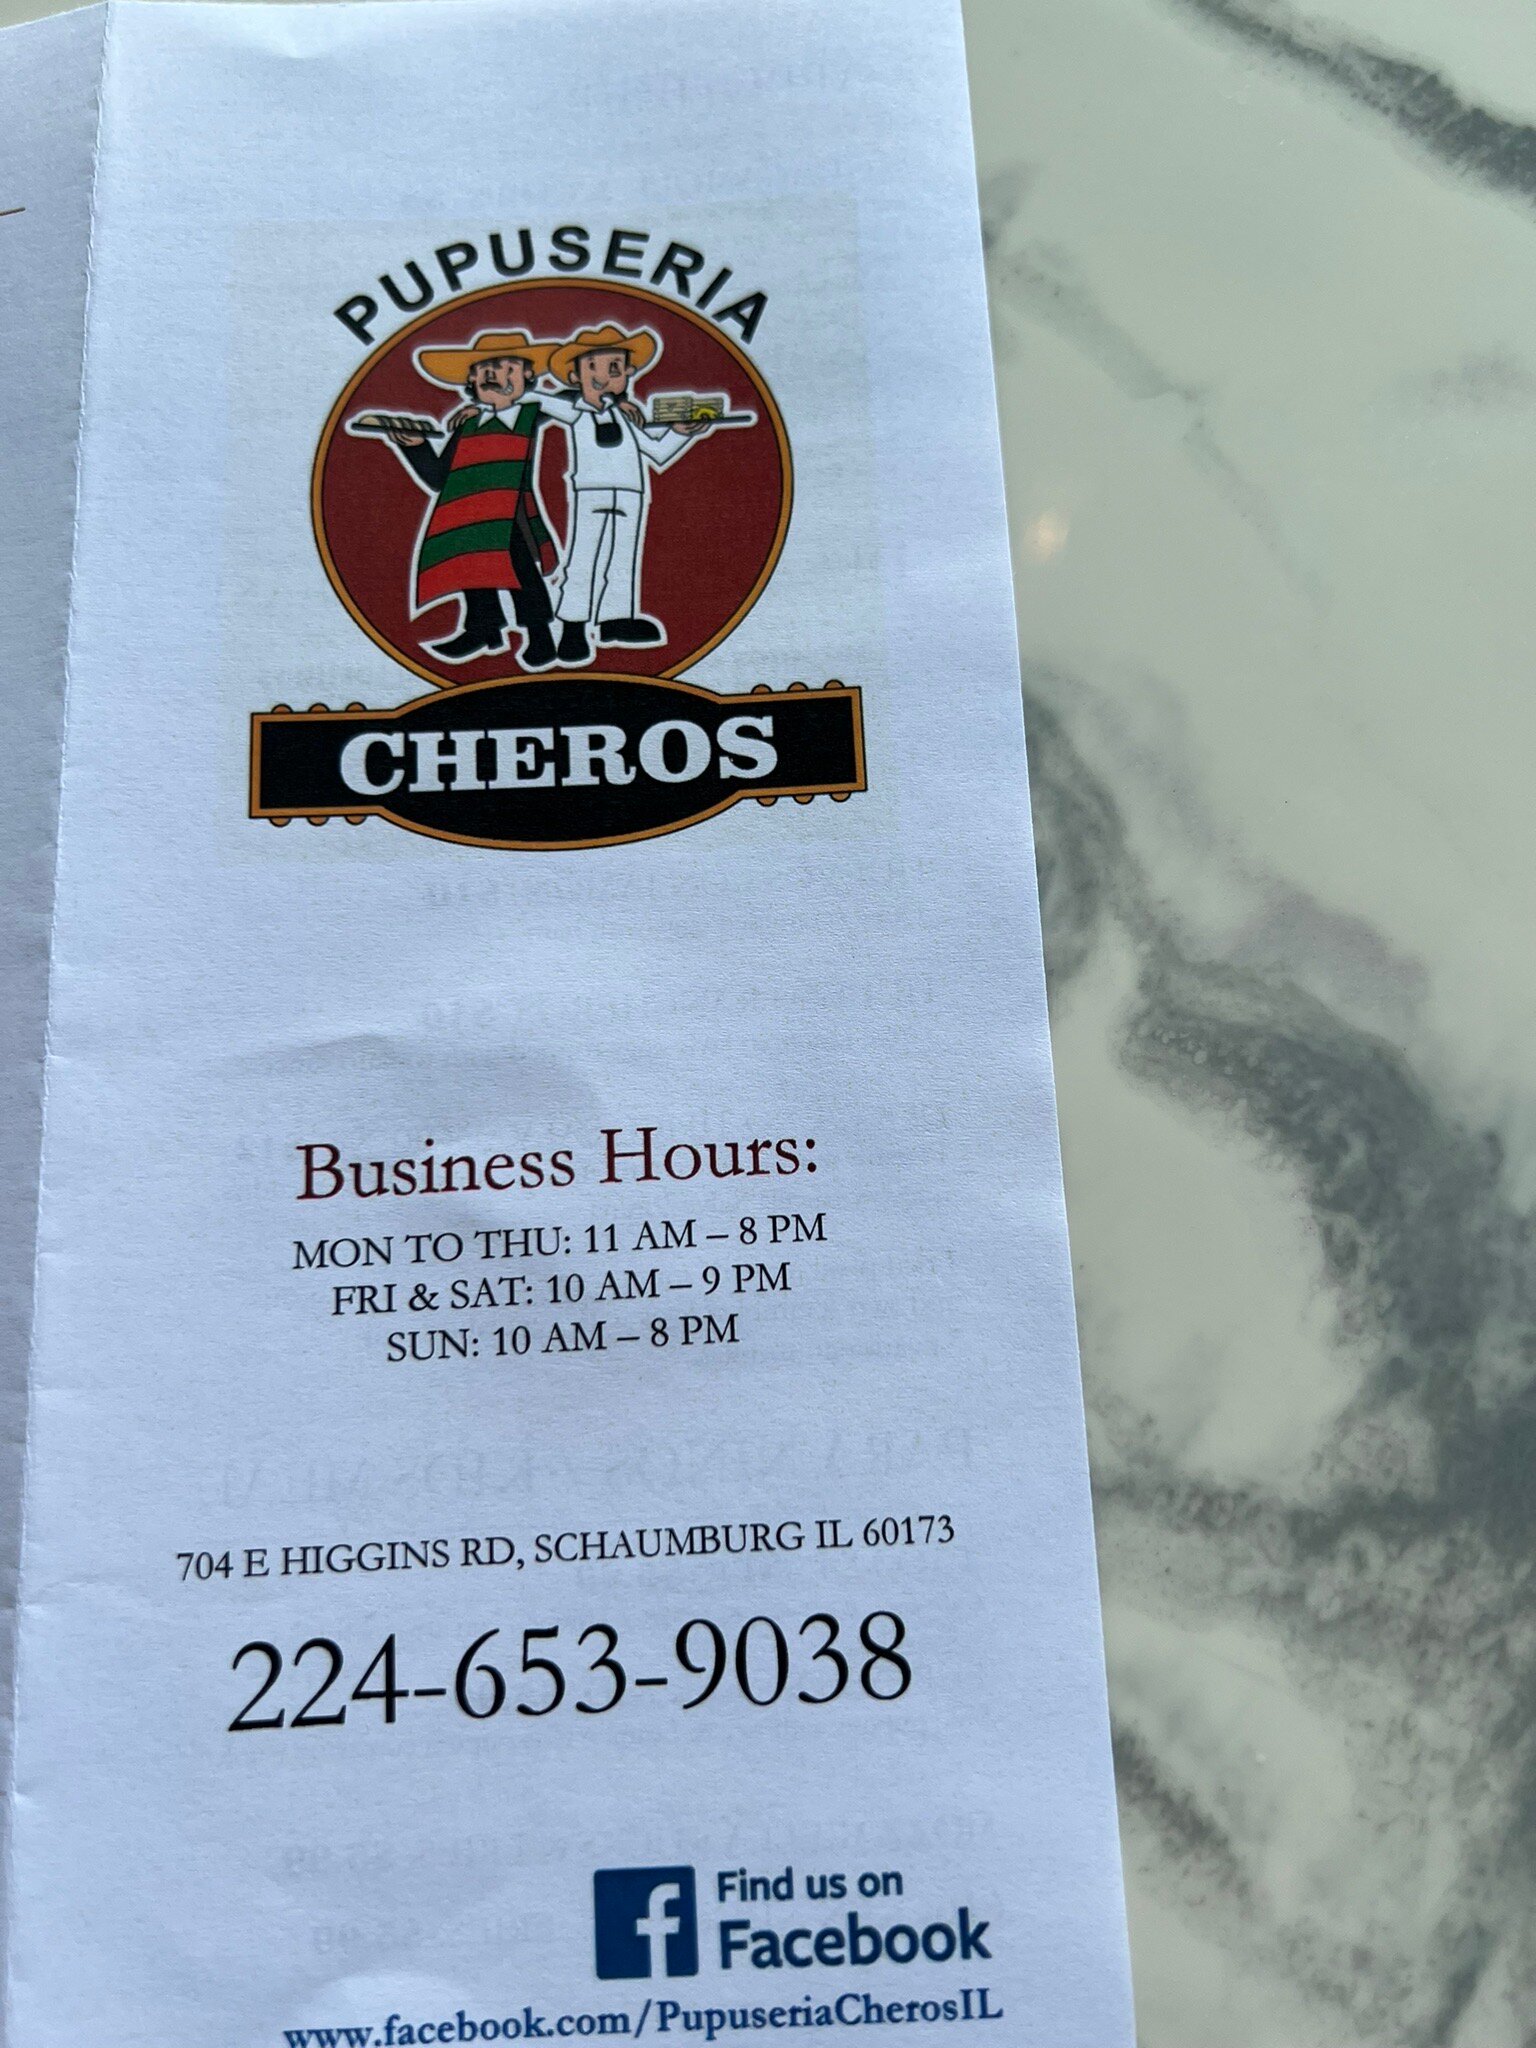 PUPUSERIA
CHEROS
Business Hours:
MON TO THU: 11 AM – 8 PM
FRI & SAT: 10 AM – 9 PM
SUN: 10 AM – 8 PM
704 E HIGGINS RD, SCHAUMBURG IL 60173
224-653-9038
Find us on
Facebook
www.facebook.com/PupuseriaCherosIL